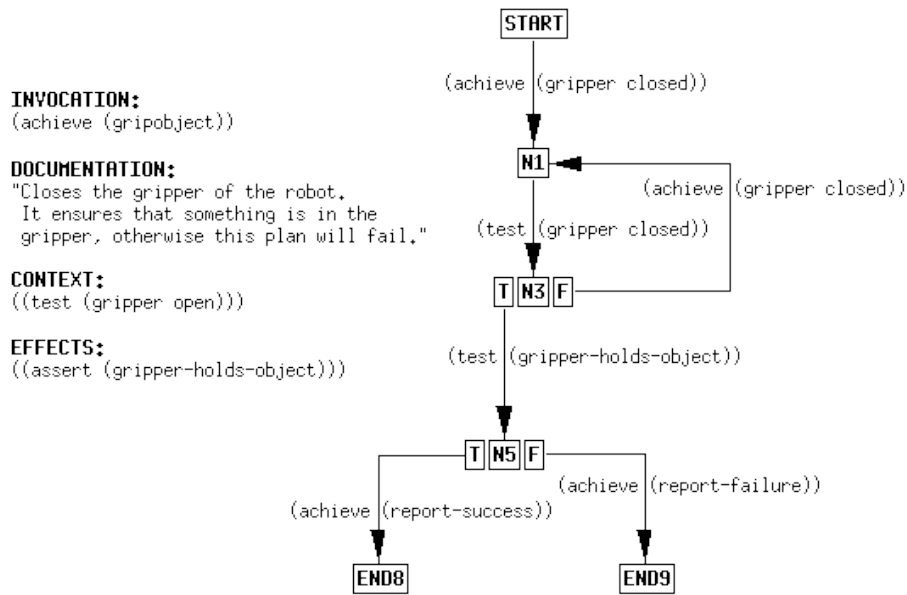 START
(achieve (gripper closed))
INVOCATION:
(achieve (gripobject))
N1
DOCUMENTATION:
"Closes the gripper of the robot.
It ensures that something is in the
gripper, otherwise this plan will fail."
(achieve (gripper closed))
(test (gripper closed))
CONTEXT:
((test (gripper open)))
T N3 F
EFFECTS:
((assert (gripper-holds-object)))
(test (gripper-holds-object))
T N5 F
(achieve (report-failure))
(achieve (report-success))
END8
END9